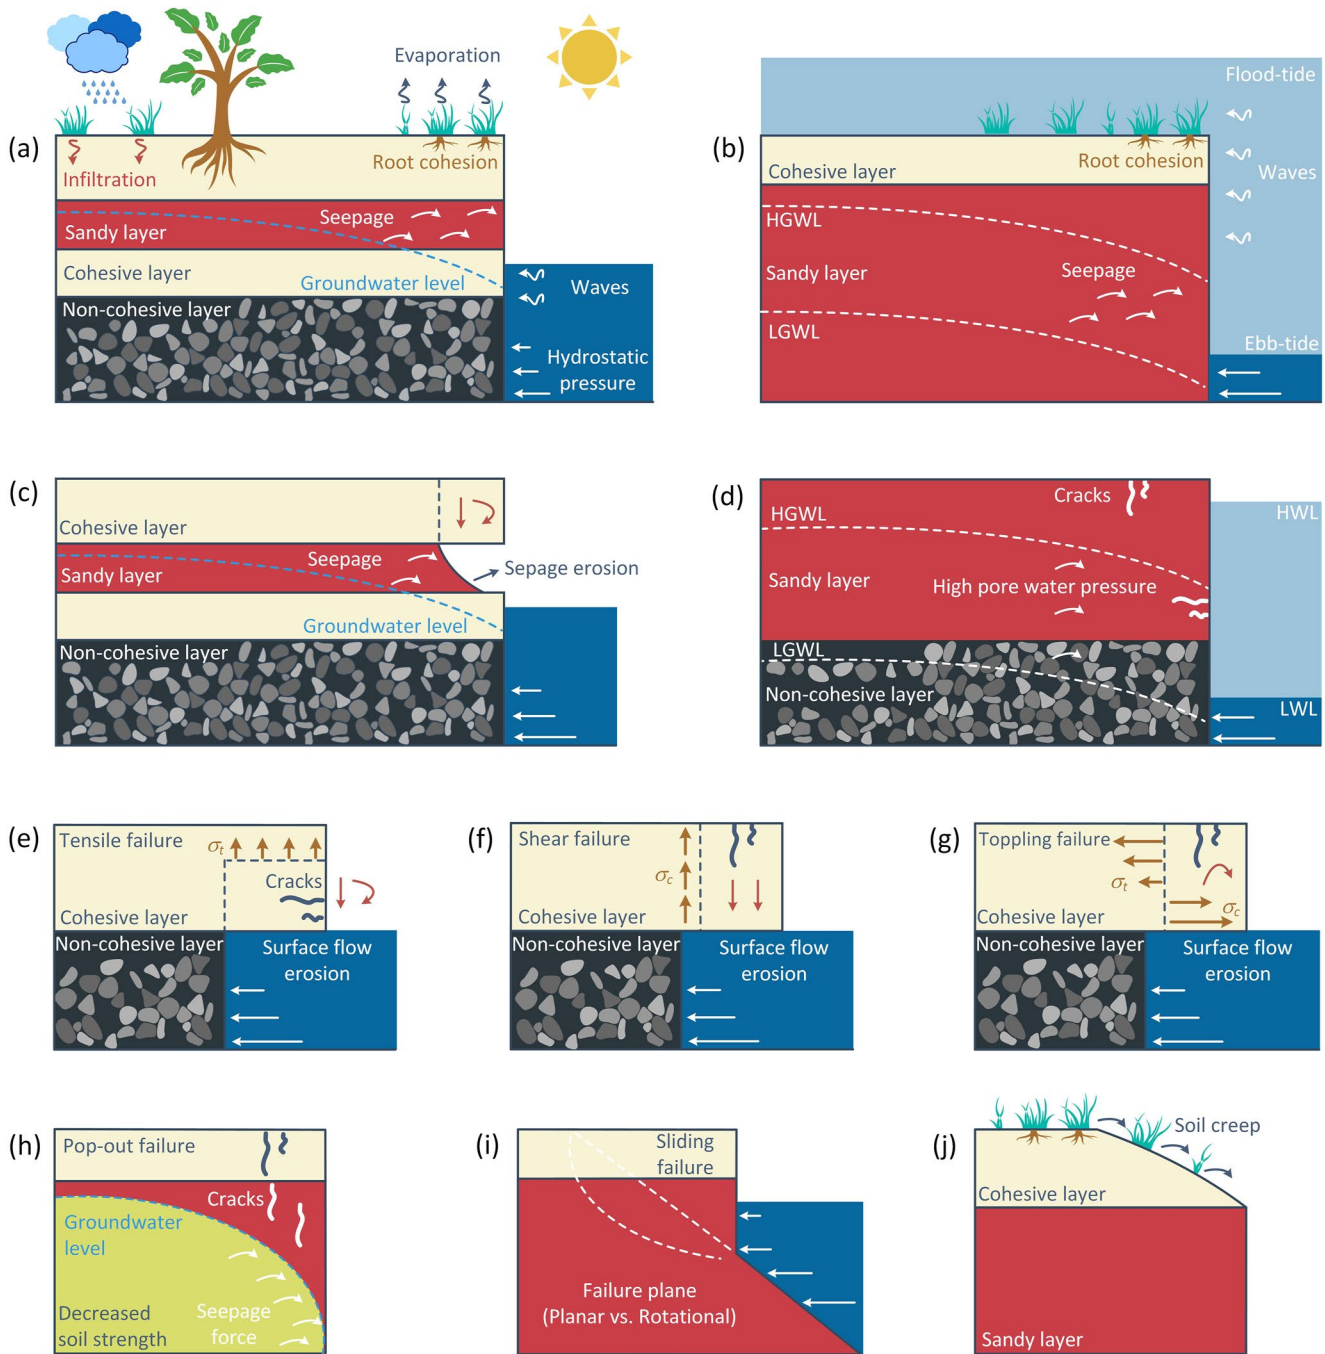 (a)
Evaporation
Infiltration
Root cohesion
Seepage
Sandy layer
Cohesive layer
Groundwater level
Non-cohesive layer
Waves
Hydrostatic
pressure
(b)
Flood-tide
Root cohesion
Cohesive layer
Waves
HGWL
Sandy layer
Seepage
LGWL
Ebb-tide
(c)
Cohesive layer
Seepage
Sandy layer
Sepage erosion
Groundwater level
Non-cohesive layer
(d)
Cracks
HGWL
HWL
Sandy layer
High pore water pressure
LGWL
Non-cohesive layer
LWL
(e)
Tensile failure
σt
Cracks
Cohesive layer
Non-cohesive layer
Surface flow
erosion
(f)
Shear failure
σc
Cohesive layer
Non-cohesive layer
Surface flow
erosion
(g)
Toppling failure
σt
σc
Cohesive layer
Non-cohesive layer
Surface flow
erosion
(h)
Pop-out failure
Cracks
Groundwater
level
Decreased
soil strength
Seepage
force
(i)
Sliding
failure
Failure plane
(Planar vs. Rotational)
(j)
Soil creep
Cohesive layer
Sandy layer